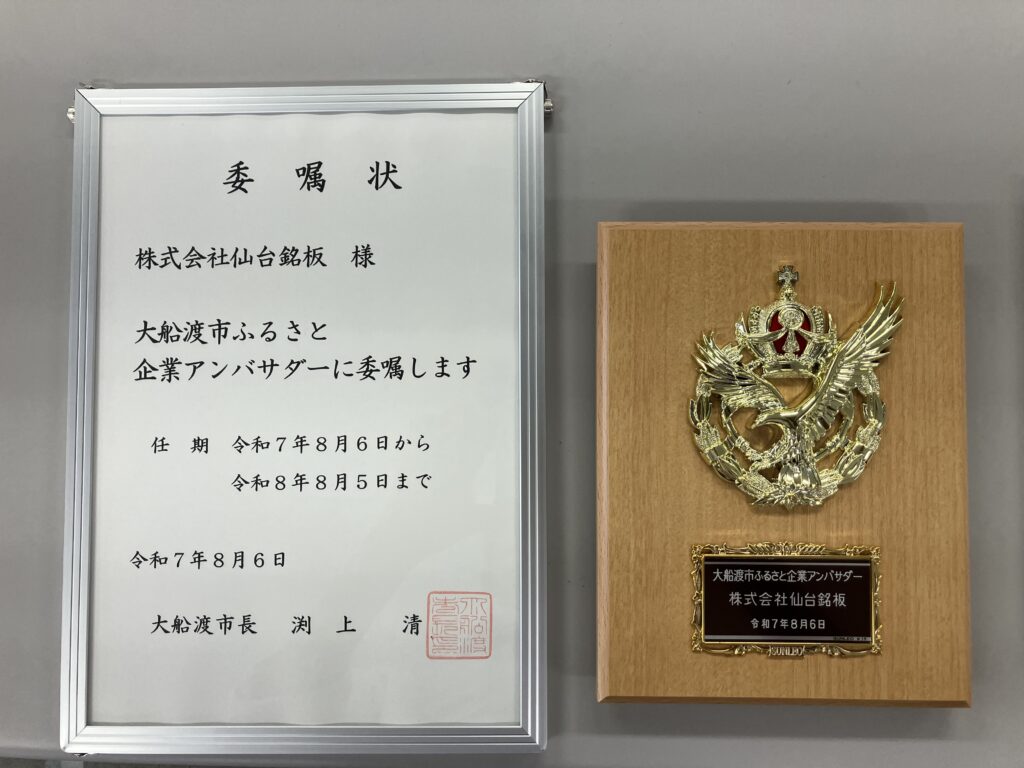 委嘱状
株式会社仙台銘板 様
大船渡市ふるさと
企業アンバサダーに委嘱します
任 期 令和7年8月6日から
令和8年8月5日まで
令和7年8月6日
大船渡市長 渕 上 清
大船渡市ふるさと企業アンバサダー
株式会社仙台銘板
令和7年8月6日